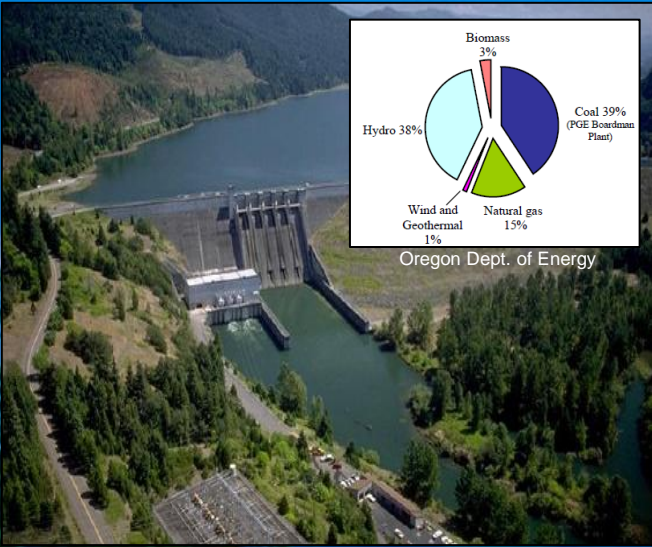 Biomass
3%
Coal 39%
(PGE Boardman
Plant)
Hydro 38%
Wind and
Geothermal
1%
Natural gas
15%
Oregon Dept. of Energy